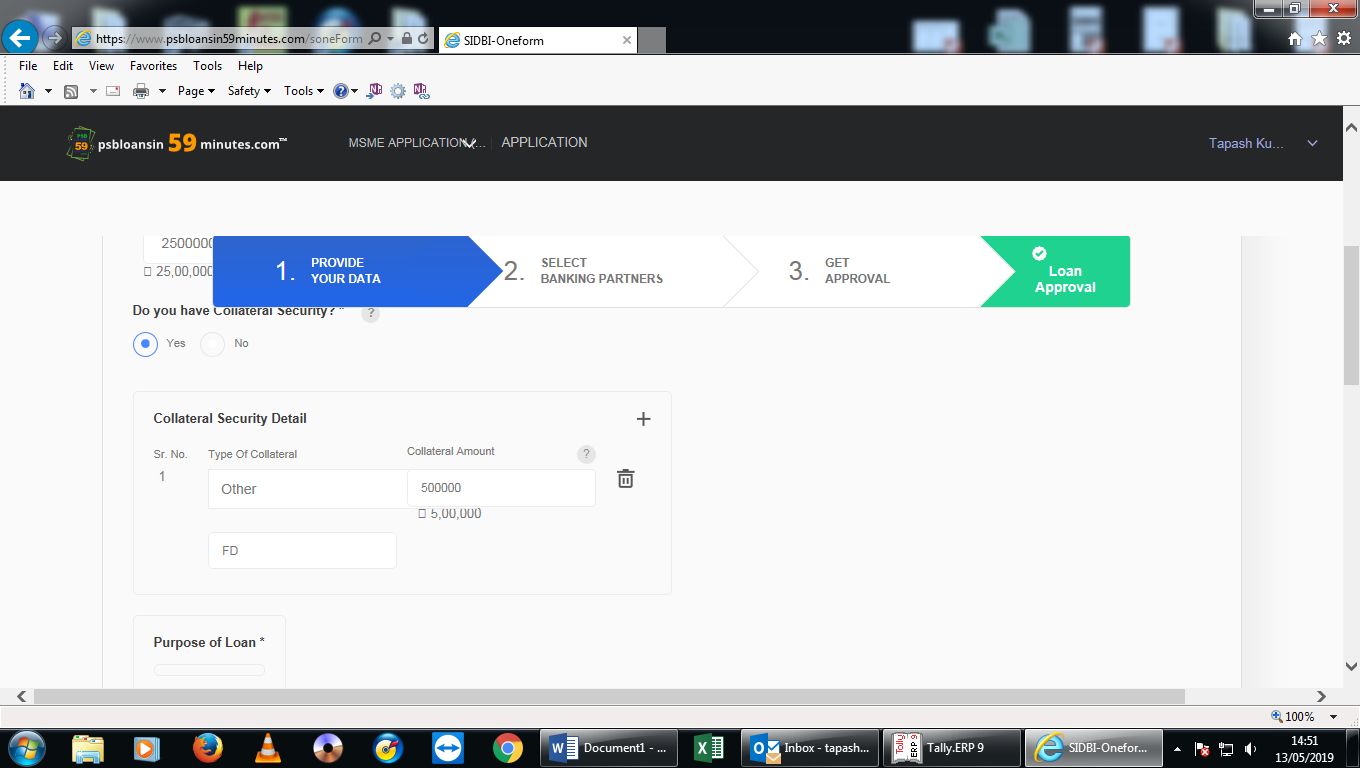 https://www.psbloansin59minutes.com/soneForm
SIDBI-Oneform
File Edit View Favorites Tools Help
Page Safety Tools
PSB 59 psbloansin 59 minutes.com™ MSME APPLICATION ... APPLICATION Tapash Ku...
2500000
25,00,000
1. PROVIDE YOUR DATA
2. SELECT BANKING PARTNERS
3. GET APPROVAL
Loan Approval
Do you have Collateral Security? * ?
Yes No
Collateral Security Detail +
Sr. No. Type Of Collateral Collateral Amount ?
1 Other 500000
5,00,000
FD
Purpose of Loan *
100%
Document1 - ... Inbox - tapash... Tally.ERP 9 SIDBI-Onefor...
14:51
13/05/2019